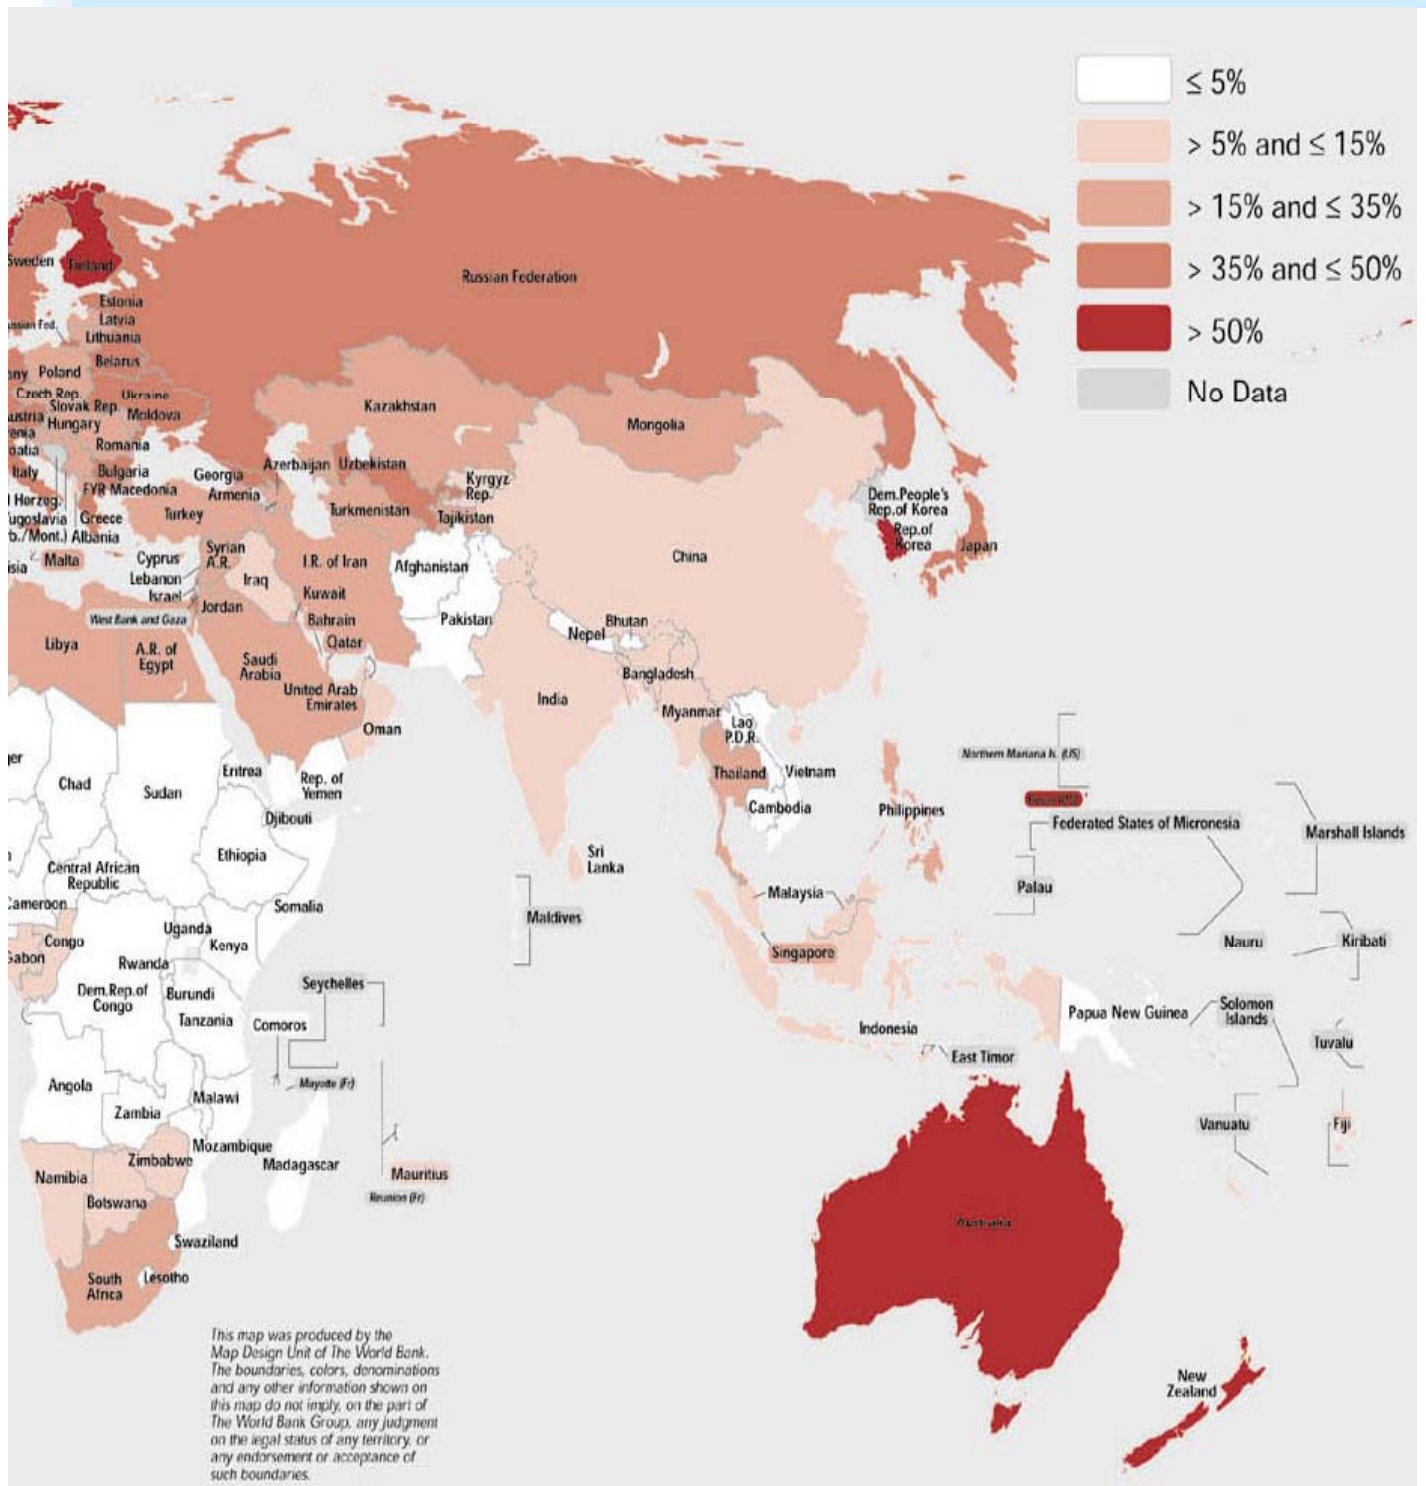 ≤ 5%
> 5% and ≤ 15%
> 15% and ≤ 35%
> 35% and ≤ 50%
> 50%
No Data
Sweden
Finland
Russian Federation
Estonia
Latvia
Lithuania
Fed.
Belarus
Poland
Czech Rep.
Ukraine
Slovak Rep.
Moldova
Hungary
Romania
Italy
Bulgaria
FYR Macedonia
Herzeg.
Greece
Albania
Malta
Turkey
Georgia
Armenia
Azerbaijan
Uzbekistan
Kazakhstan
Mongolia
Kyrgyz
Rep.
Turkmenistan
Tajikistan
China
Dem.People's
Rep.of Korea
Rep.of
Korea
Japan
Cyprus
Lebanon
Israel
West Bank and Gaza
Syrian
A.R.
Iraq
Jordan
I.R. of Iran
Kuwait
Bahrain
Qatar
Saudi
Arabia
United Arab
Emirates
Oman
Afghanistan
Pakistan
Nepel
Bhutan
Bangladesh
India
Myanmar
Lao
P.D.R.
Thailand
Vietnam
Cambodia
Philippines
Northern Mariana Is. (US)
Federated States of Micronesia
Marshall Islands
Palau
Nauru
Kiribati
Libya
A.R. of
Egypt
Chad
Sudan
Eritrea
Rep. of
Yemen
Djibouti
Ethiopia
Central African
Republic
Cameroon
Somalia
Uganda
Kenya
Congo
Gabon
Rwanda
Dem.Rep.of
Congo
Burundi
Tanzania
Seychelles
Comoros
Mayotte (Fr)
Angola
Zambia
Malawi
Mozambique
Madagascar
Zimbabwe
Namibia
Botswana
Mauritius
Reunion (Fr)
Swaziland
South
Africa
Lesotho
Sri
Lanka
Maldives
Malaysia
Singapore
Indonesia
East Timor
Papua New Guinea
Solomon
Islands
Tuvalu
Vanuatu
Fiji
Australia
New
Zealand
This map was produced by the
Map Design Unit of The World Bank.
The boundaries, colors, denominations
and any other information shown on
this map do not imply, on the part of
The World Bank Group, any judgment
on the legal status of any territory, or
any endorsement or acceptance of
such boundaries.